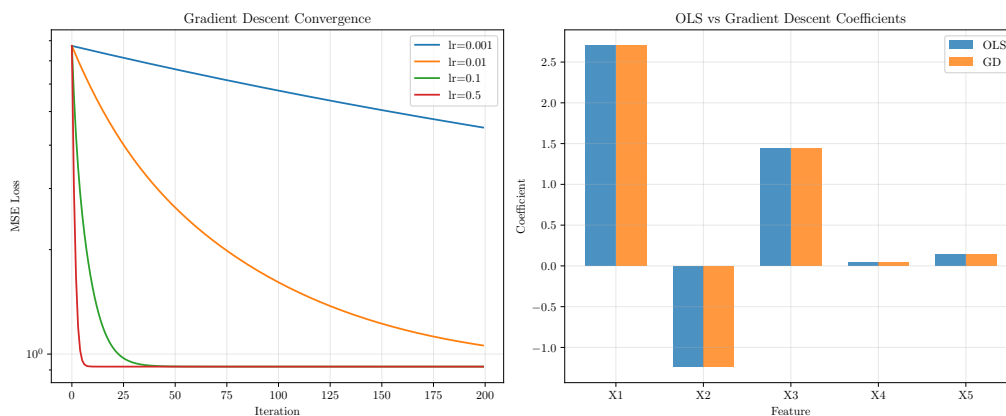 Gradient Descent Convergence
lr=0.001
lr=0.01
lr=0.1
lr=0.5
MSE Loss
10⁰
0 25 50 75 100 125 150 175 200
Iteration
OLS vs Gradient Descent Coefficients
OLS
GD
Coefficient
2.5
2.0
1.5
1.0
0.5
0.0
−0.5
−1.0
X1 X2 X3 X4 X5
Feature